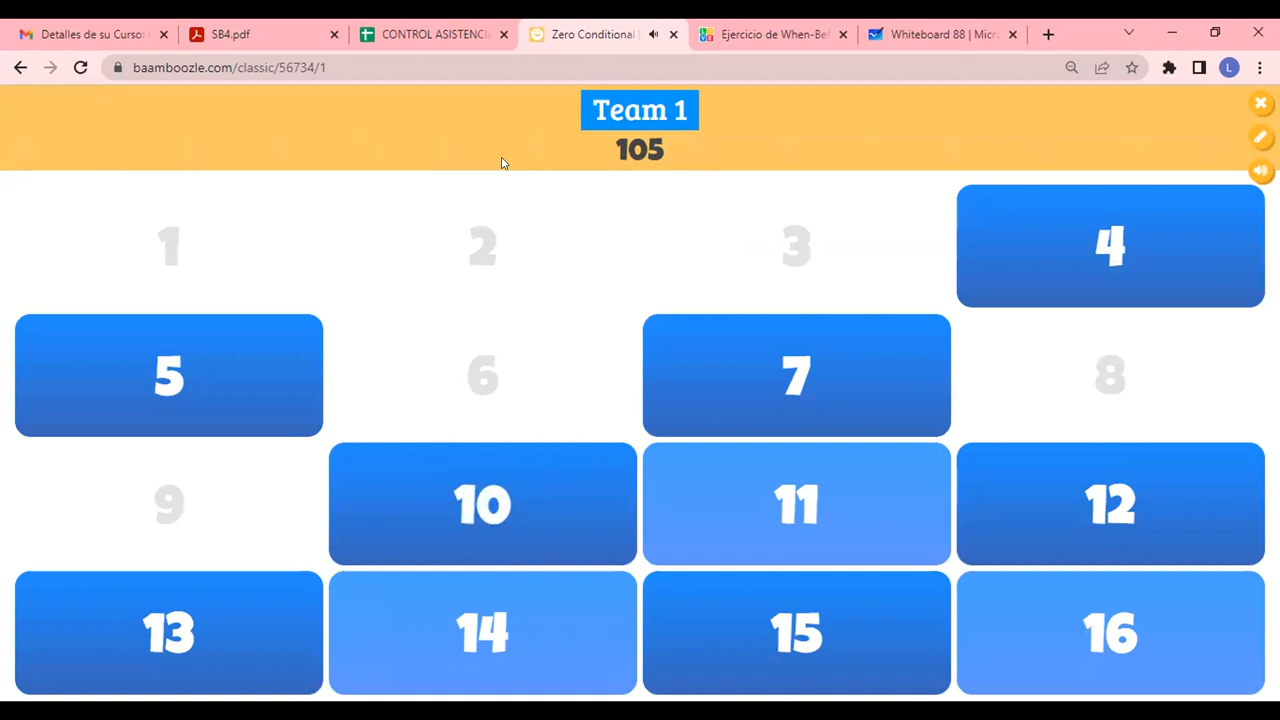 Detalles de su Curso:
SB4.pdf
CONTROL ASISTENCIA
Zero Conditional
Ejercicio de When-Bef
Whiteboard 88 | Micr
baamboozle.com/classic/56734/1
L
Team 1
105
1
2
3
4
5
6
7
8
9
10
11
12
13
14
15
16